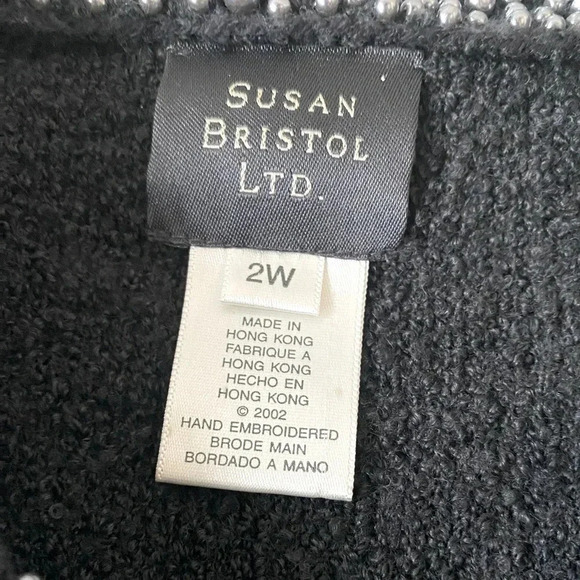 SUSAN
BRISTOL
LTD.
2W
MADE IN
HONG KONG
FABRIQUE A
HONG KONG
HECHO EN
HONG KONG
© 2002
HAND EMBROIDERED
BRODE MAIN
BORDADO A MANO